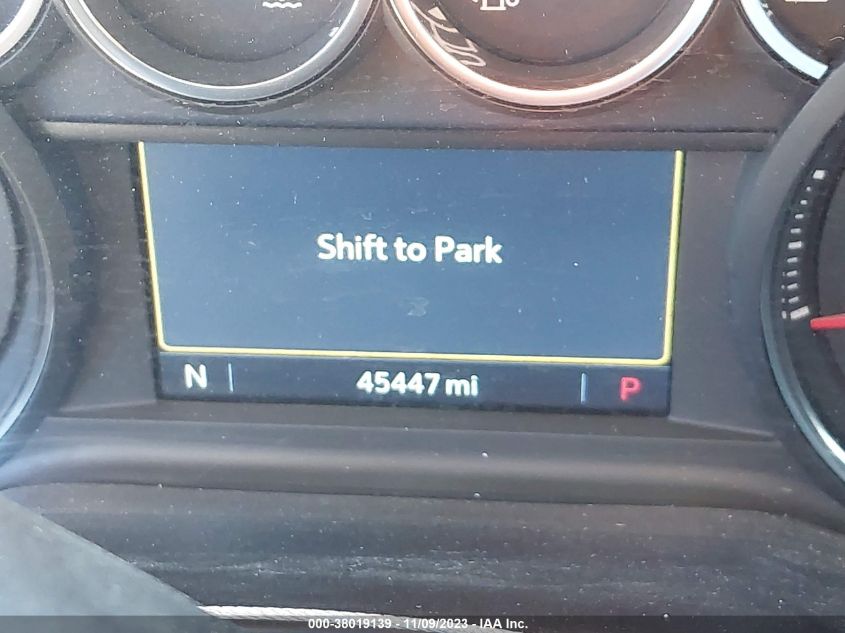 Shift to Park
N 45447 mi P
000-38019139 - 11/09/2023 - IAA Inc.